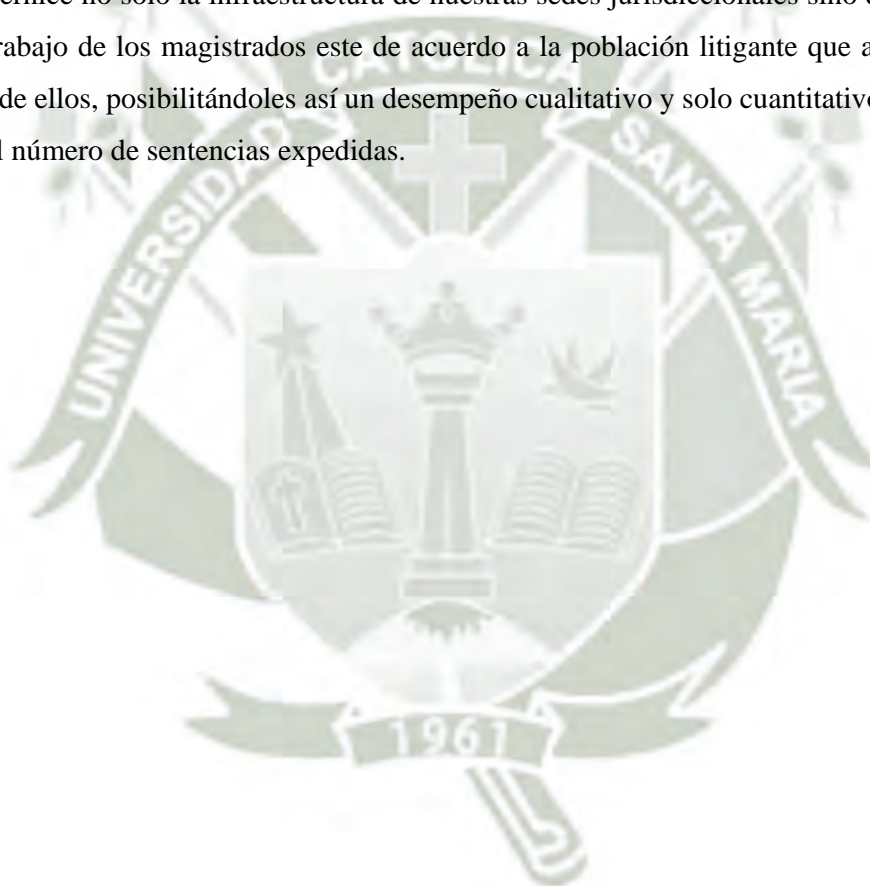 no solo la infraestructura de nuestras sedes jurisdiccionales sino
rabajo de los magistrados este de acuerdo a la población litigante que a
de ellos, posibilitándoles así un desempeño cualitativo y solo cuantitativo
l número de sentencias expedidas.
UNIVERSIDAD CATOLICA SANTA MARIA
1961